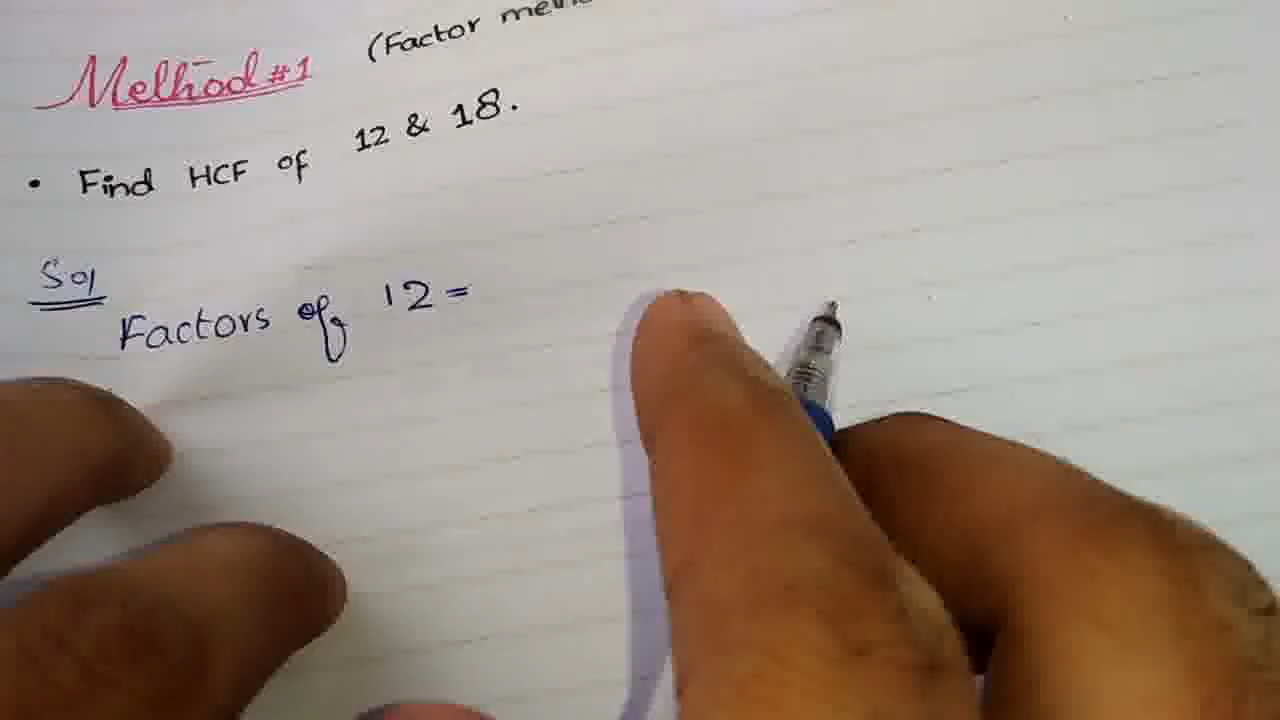 Method #1 (Factor
• Find HCF of 12 & 18.
Sol
Factors of 12 =